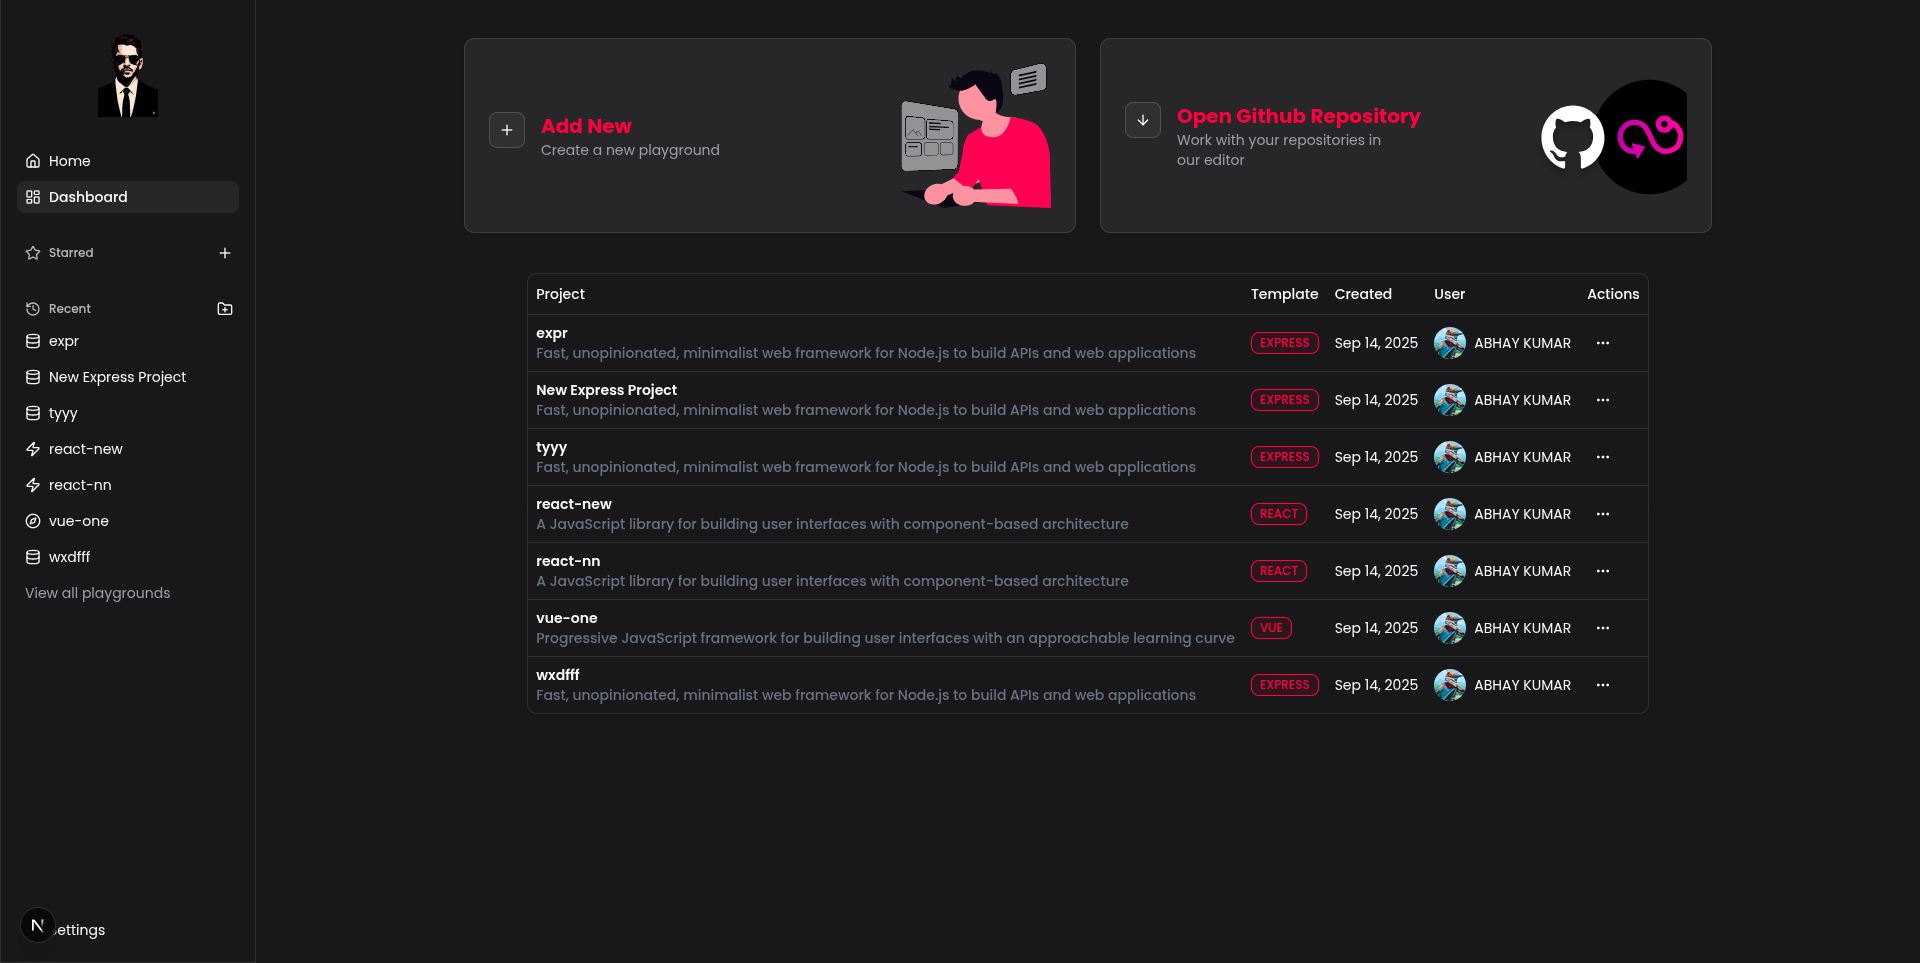 Home
Dashboard
Starred
Recent
expr
New Express Project
tyyy
react-new
react-nn
vue-one
wxdfff
View all playgrounds
N
ettings
Add New
Create a new playground
Open Github Repository
Work with your repositories in
our editor
Project Template Created User Actions
expr
Fast, unopinionated, minimalist web framework for Node.js to build APIs and web applications
EXPRESS Sep 14, 2025 ABHAY KUMAR
New Express Project
Fast, unopinionated, minimalist web framework for Node.js to build APIs and web applications
EXPRESS Sep 14, 2025 ABHAY KUMAR
tyyy
Fast, unopinionated, minimalist web framework for Node.js to build APIs and web applications
EXPRESS Sep 14, 2025 ABHAY KUMAR
react-new
A JavaScript library for building user interfaces with component-based architecture
REACT Sep 14, 2025 ABHAY KUMAR
react-nn
A JavaScript library for building user interfaces with component-based architecture
REACT Sep 14, 2025 ABHAY KUMAR
vue-one
Progressive JavaScript framework for building user interfaces with an approachable learning curve
VUE Sep 14, 2025 ABHAY KUMAR
wxdfff
Fast, unopinionated, minimalist web framework for Node.js to build APIs and web applications
EXPRESS Sep 14, 2025 ABHAY KUMAR